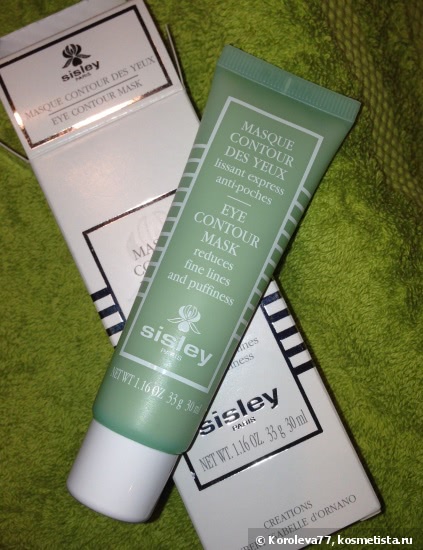 sisley
PARIS
MASQUE CONTOUR DES YEUX
EYE CONTOUR MASK
MASQUE
CONTOUR
DES YEUX
lissant express
anti-poches
EYE
CONTOUR
MASK
reduces
fine lines
and puffiness
sisley
PARIS
NET WT 1.16 OZ. 33 g 30 ml
sisley
PARIS
NET WT. 1.16 OZ. 33 g 30 ml
CREATIONS
d'ORNANO
© Koroleva77, kosmetista.ru